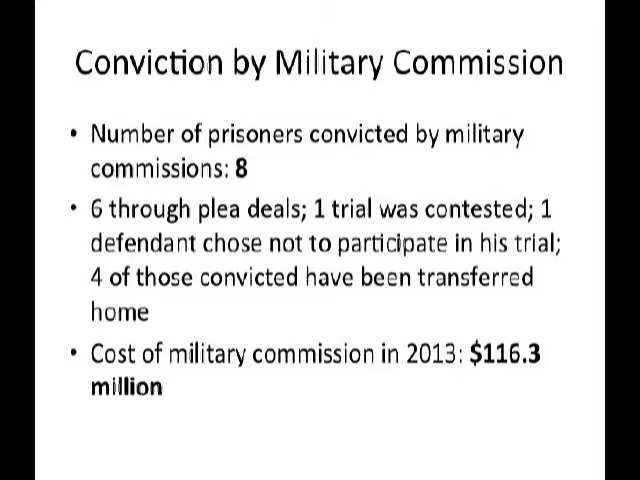 Conviction by Military Commission
• Number of prisoners convicted by military
commissions: 8
• 6 through plea deals; 1 trial was contested; 1
defendant chose not to participate in his trial;
4 of those convicted have been transferred
home
• Cost of military commission in 2013: $116.3
million